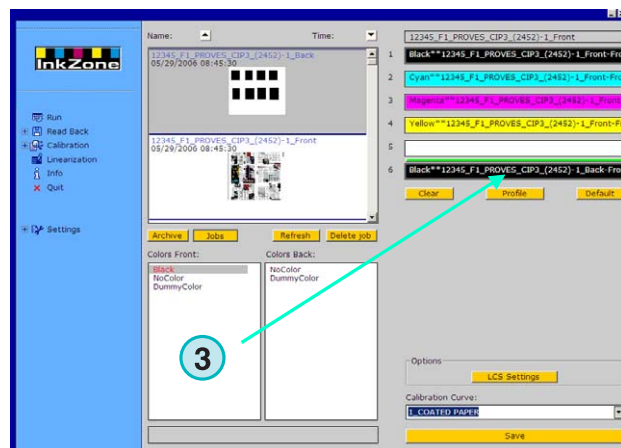 InkZone
Run
Read Back
Calibration
Linearization
Info
Quit
Settings
Name:
Time:
12345_F1_PROVES_CIP3_(2452)-1_Back
05/29/2006 08:45:30
12345_F1_PROVES_CIP3_(2452)-1_Front
05/29/2006 08:45:30
Archive
Jobs
Refresh
Delete job
Colors Front:
Colors Back:
Black
NoColor
DummyColor
NoColor
DummyColor
3
12345_F1_PROVES_CIP3_(2452)-1_Front
1 Black**12345_F1_PROVES_CIP3_(2452)-1_Front-Fro
2 Cyan**12345_F1_PROVES_CIP3_(2452)-1_Front-Fro
3 Magenta**12345_F1_PROVES_CIP3_(2452)-1_Front
4 Yellow**12345_F1_PROVES_CIP3_(2452)-1_Front-Fr
5
6 Black**12345_F1_PROVES_CIP3_(2452)-1_Back-Fro
Clear
Profile
Default
Options
LCS Settings
Calibration Curve:
1_COATED PAPER
Save